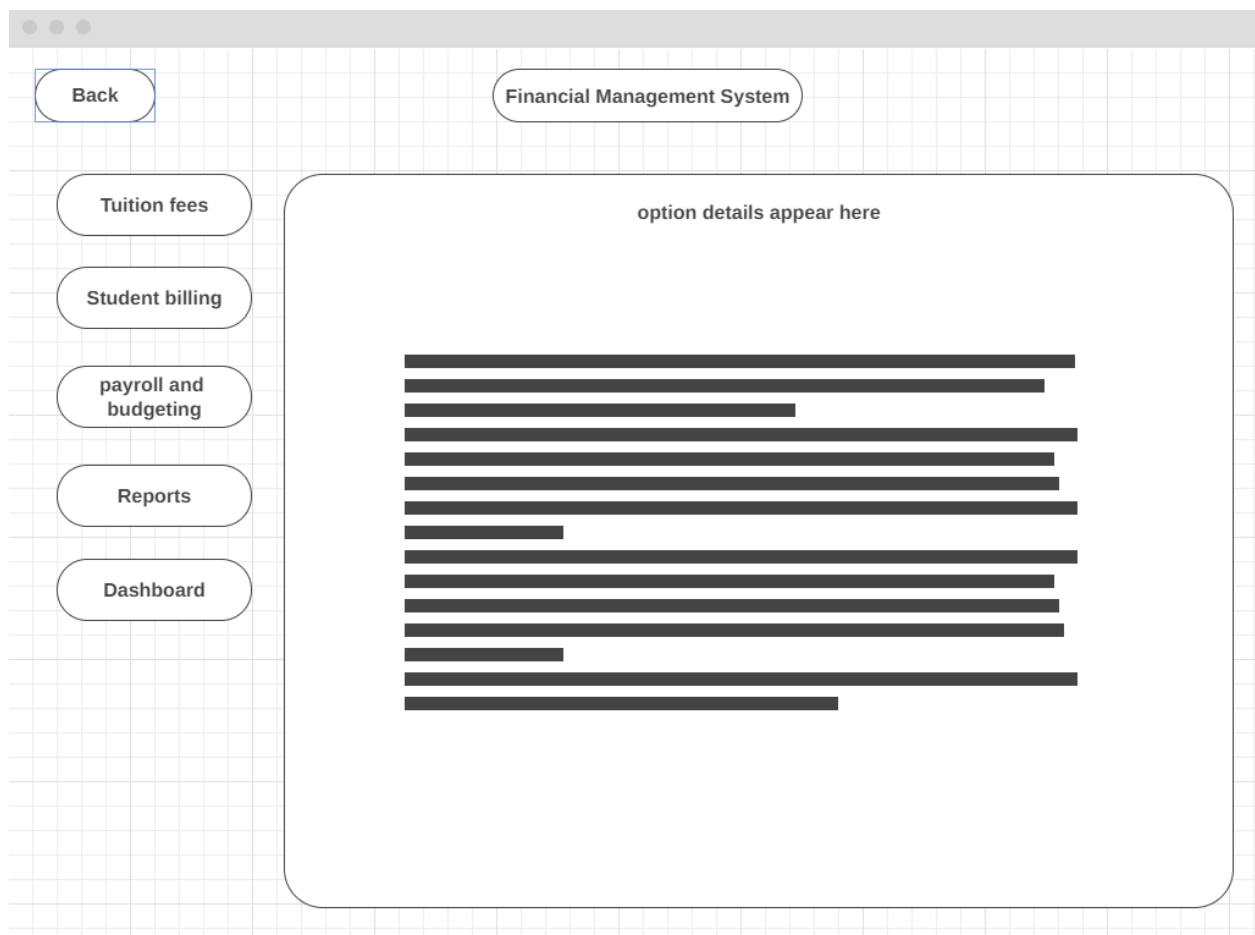 Back
Financial Management System
Tuition fees
Student billing
payroll and
budgeting
Reports
Dashboard
option details appear here